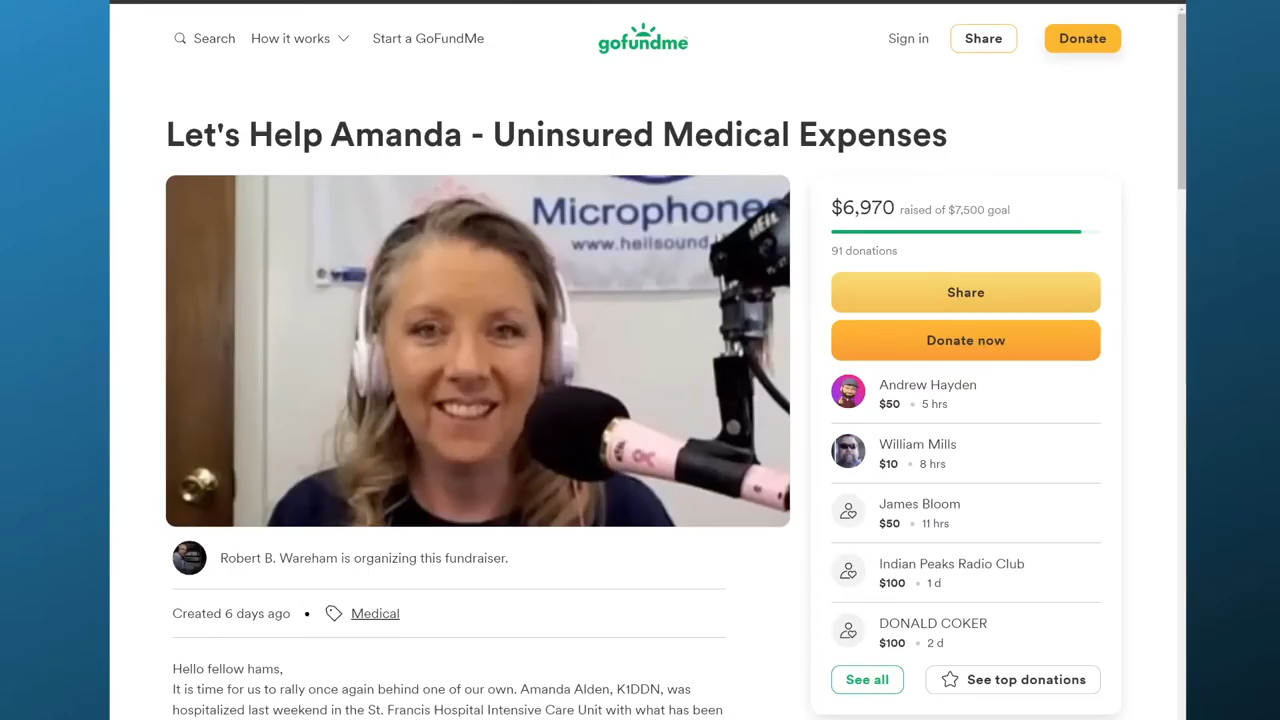 Search
How it works
Start a GoFundMe
gofundme
Sign in
Share
Donate
Let's Help Amanda - Uninsured Medical Expenses
Microphones
www.heilsound.
HEIL
$6,970 raised of $7,500 goal
91 donations
Share
Donate now
Andrew Hayden
$50 • 5 hrs
William Mills
$10 • 8 hrs
James Bloom
$50 • 11 hrs
Indian Peaks Radio Club
$100 • 1 d
DONALD COKER
$100 • 2 d
See all
See top donations
Robert B. Wareham is organizing this fundraiser.
Created 6 days ago • Medical
Hello fellow hams,
It is time for us to rally once again behind one of our own. Amanda Alden, K1DDN, was
hospitalized last weekend in the St. Francis Hospital Intensive Care Unit with what has been